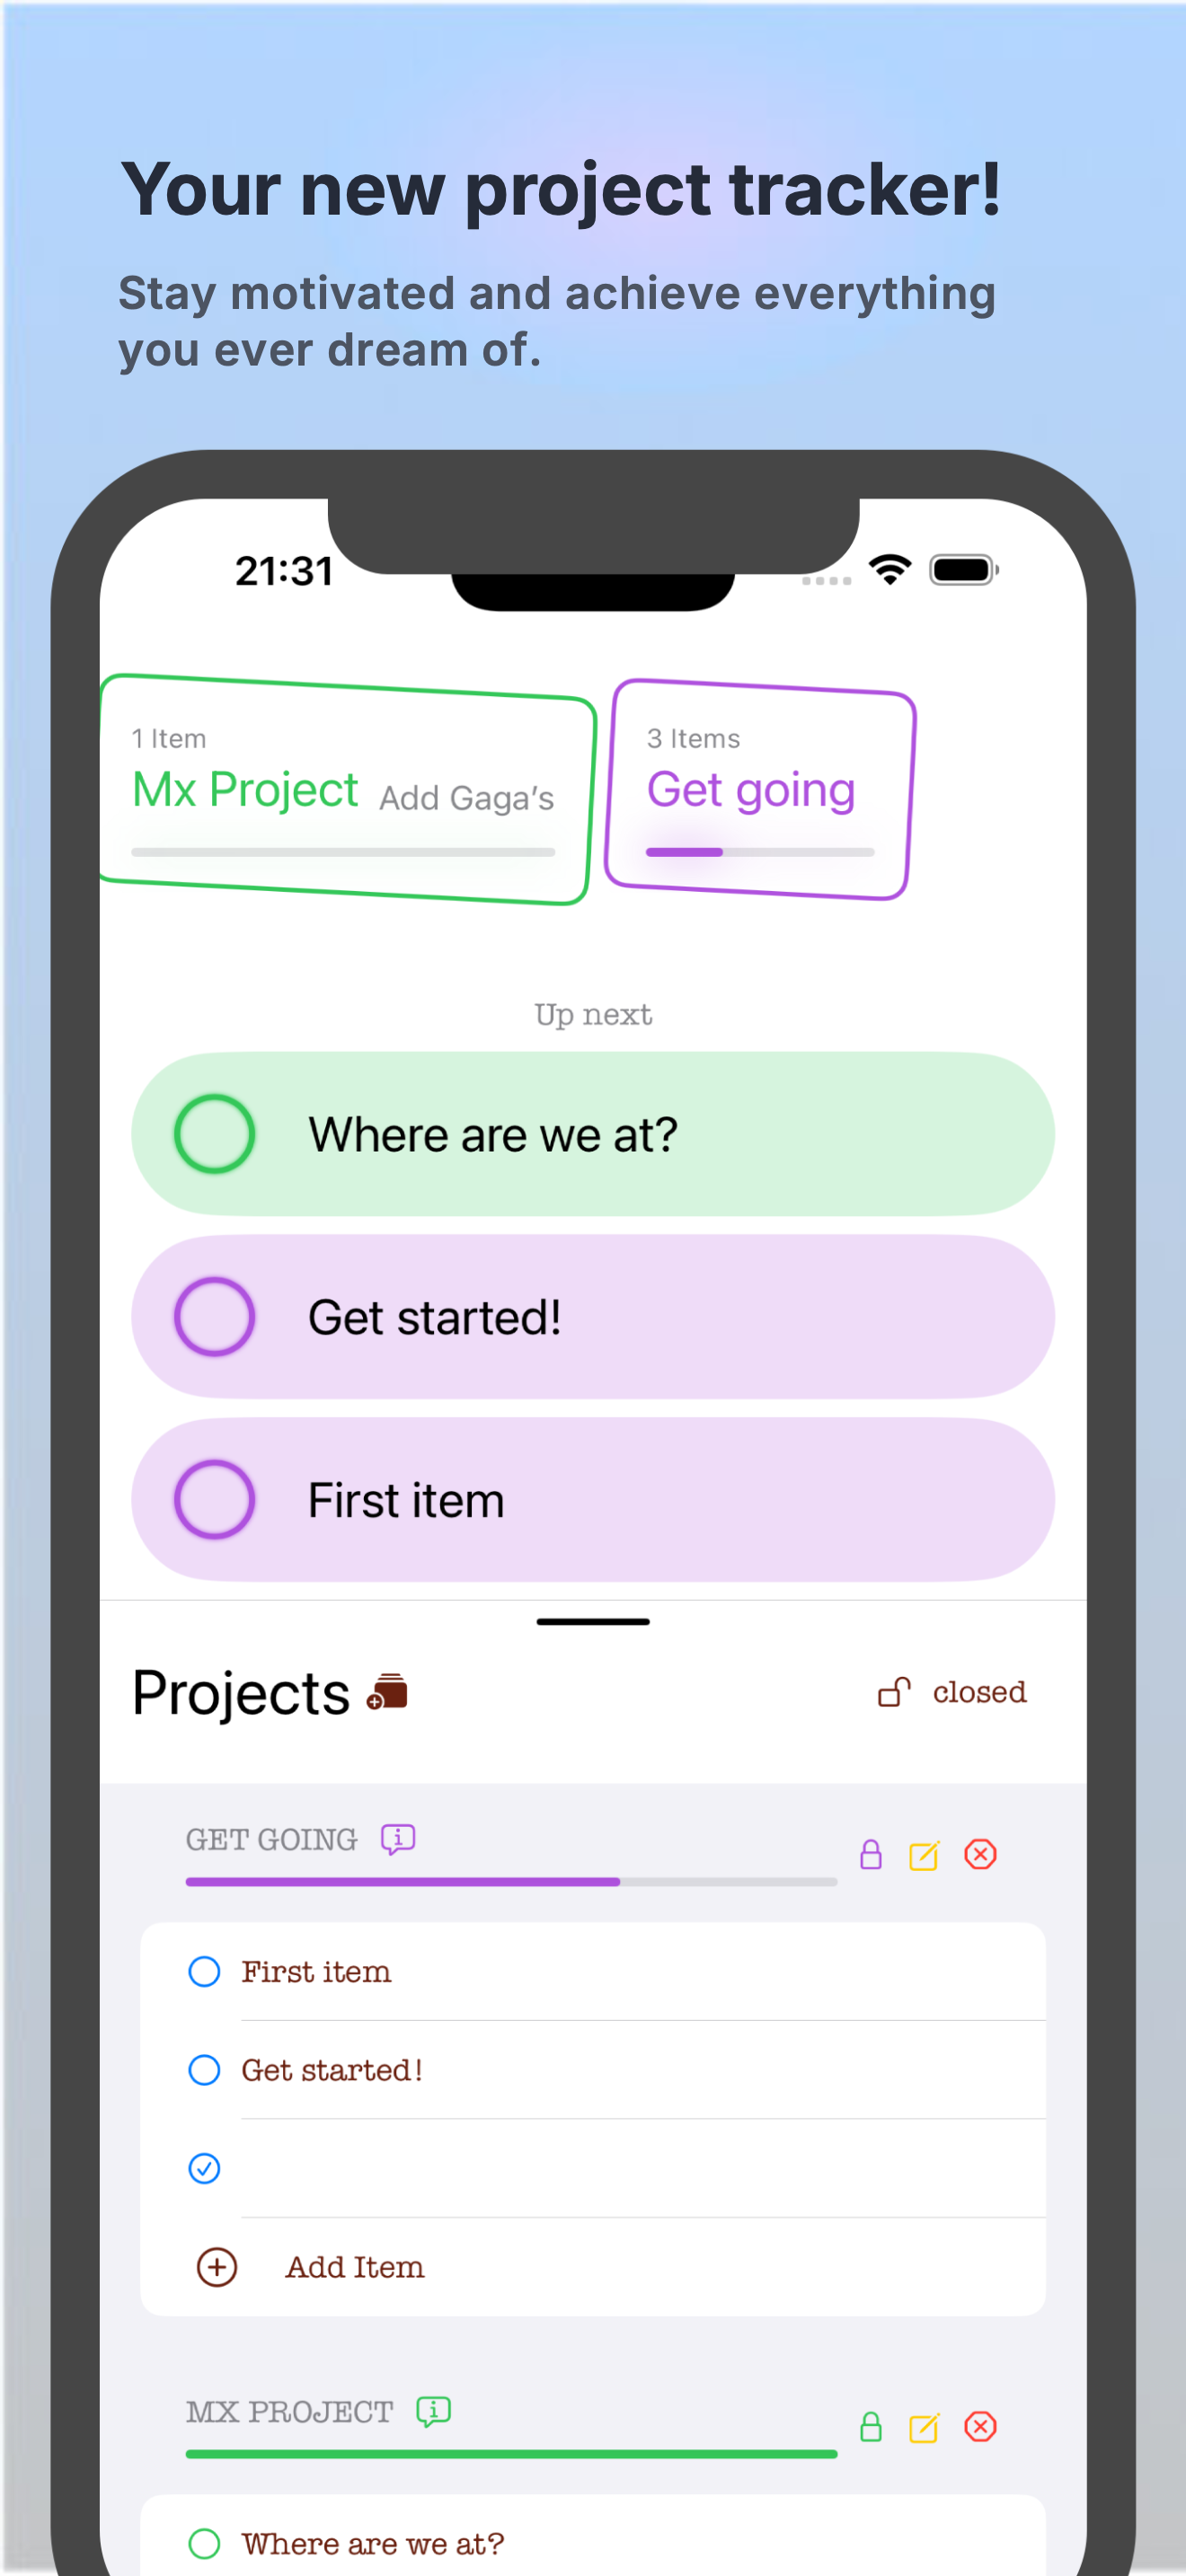 Your new project tracker!
Stay motivated and achieve everything
you ever dream of.
21:31
1 Item
Mx Project Add Gaga’s
3 Items
Get going
Up next
Where are we at?
Get started!
First item
Projects
closed
GET GOING
First item
Get started!
Add Item
MX PROJECT
Where are we at?